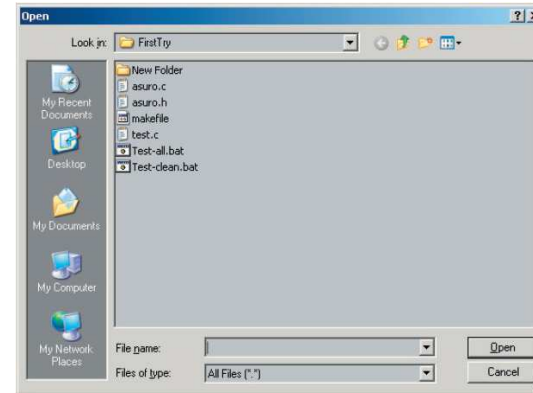 Open
Look in:
FirstTry
New Folder
asuro.c
asuro.h
makefile
test.c
Test-all.bat
Test-clean.bat
My Recent
Documents
Desktop
My Documents
My Computer
My Network
Places
File name:
Open
Files of type:
All Files (*.*)
Cancel